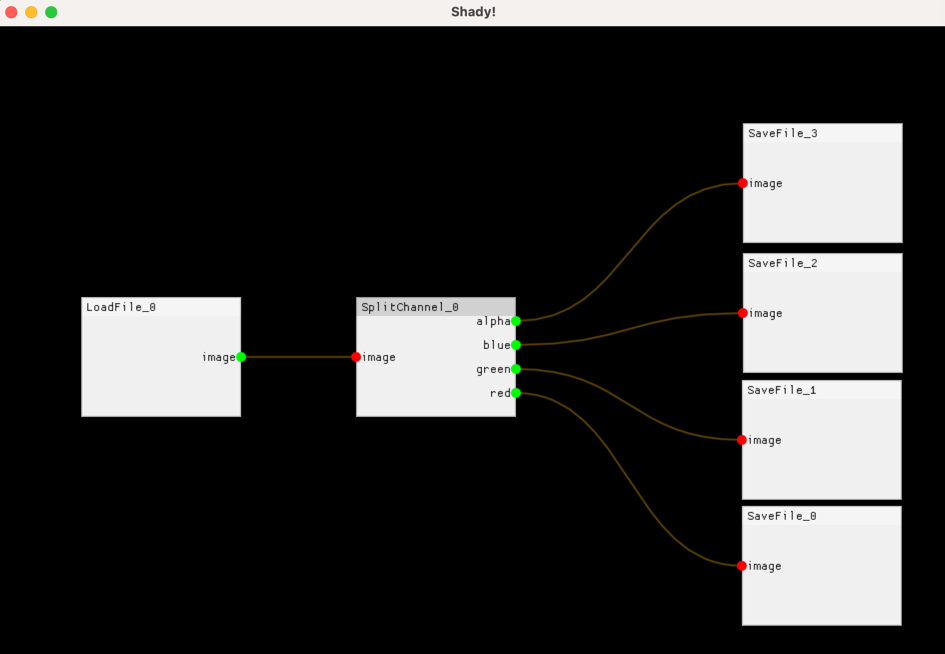 Shady!
LoadFile_0
image
SplitChannel_0
alpha
blue
green
red
image
SaveFile_3
image
SaveFile_2
image
SaveFile_1
image
SaveFile_0
image